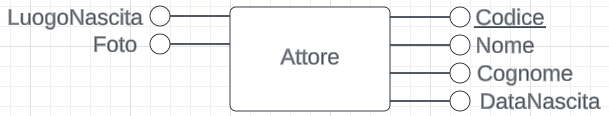 LuogoNascita
Foto
Attore
Codice
Nome
Cognome
DataNascita